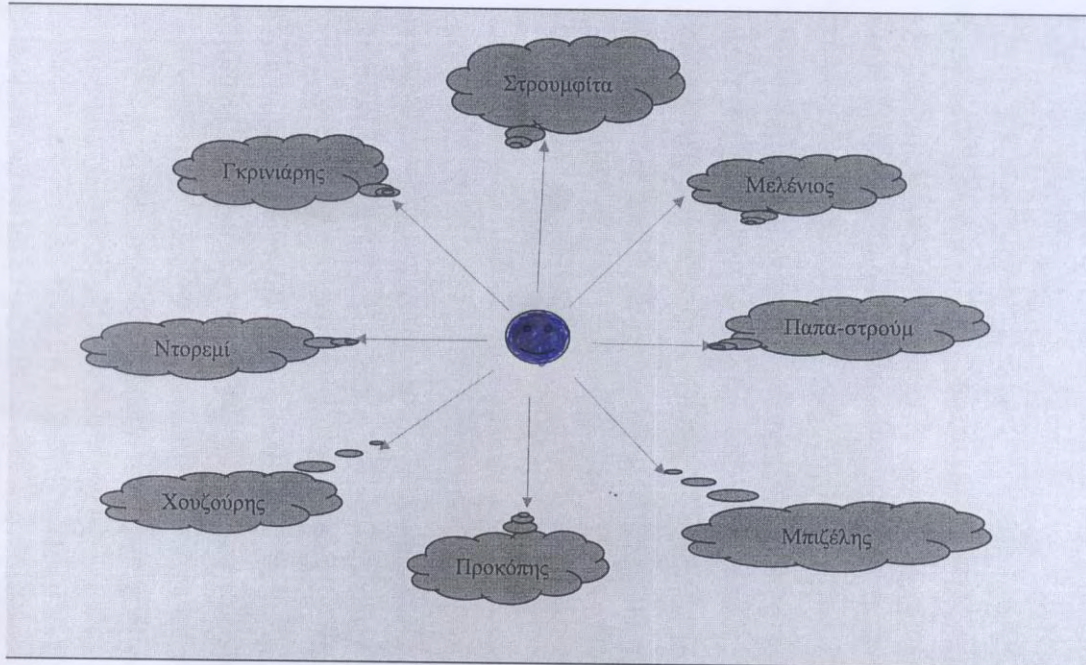 Στρουμφίτα
Γκρινιάρης
Μελένιος
Ντορεμί
Παπα-στρούμ
Χουζούρης
Μπιζέλης
Προκόπης